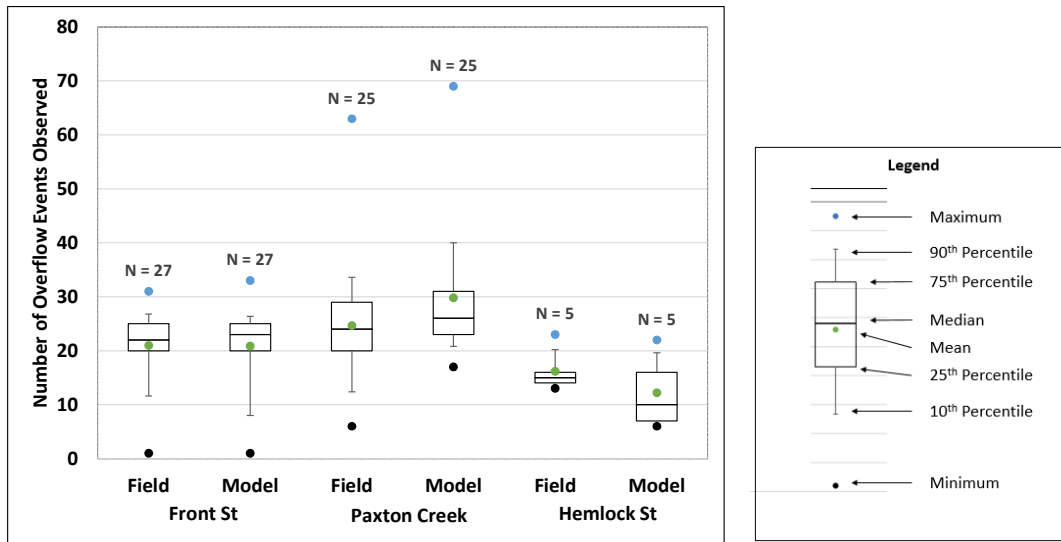 Number of Overflow Events Observed
80
70
60
50
40
30
20
10
0
N = 27
N = 27
N = 25
N = 25
N = 5
N = 5
Field
Model
Field
Model
Field
Model
Front St
Paxton Creek
Hemlock St
Legend
Maximum
90th Percentile
75th Percentile
Median
Mean
25th Percentile
10th Percentile
Minimum